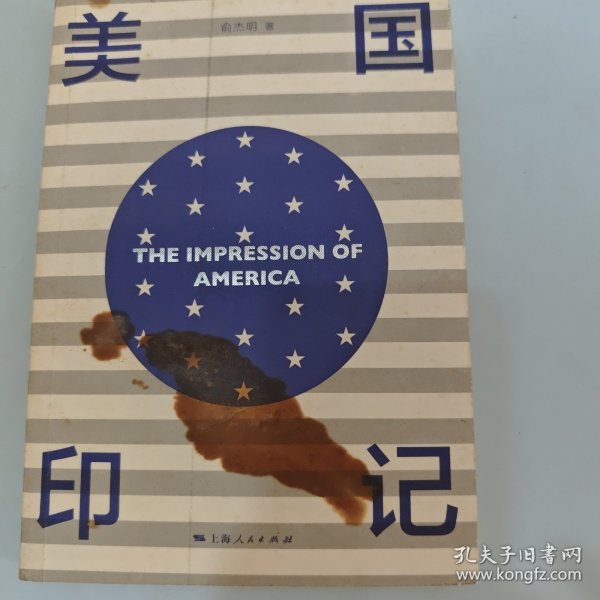 俞杰明 著
美国
THE IMPRESSION OF
AMERICA
印记
上海人民出版社
孔夫子旧书网
www.kongfz.com